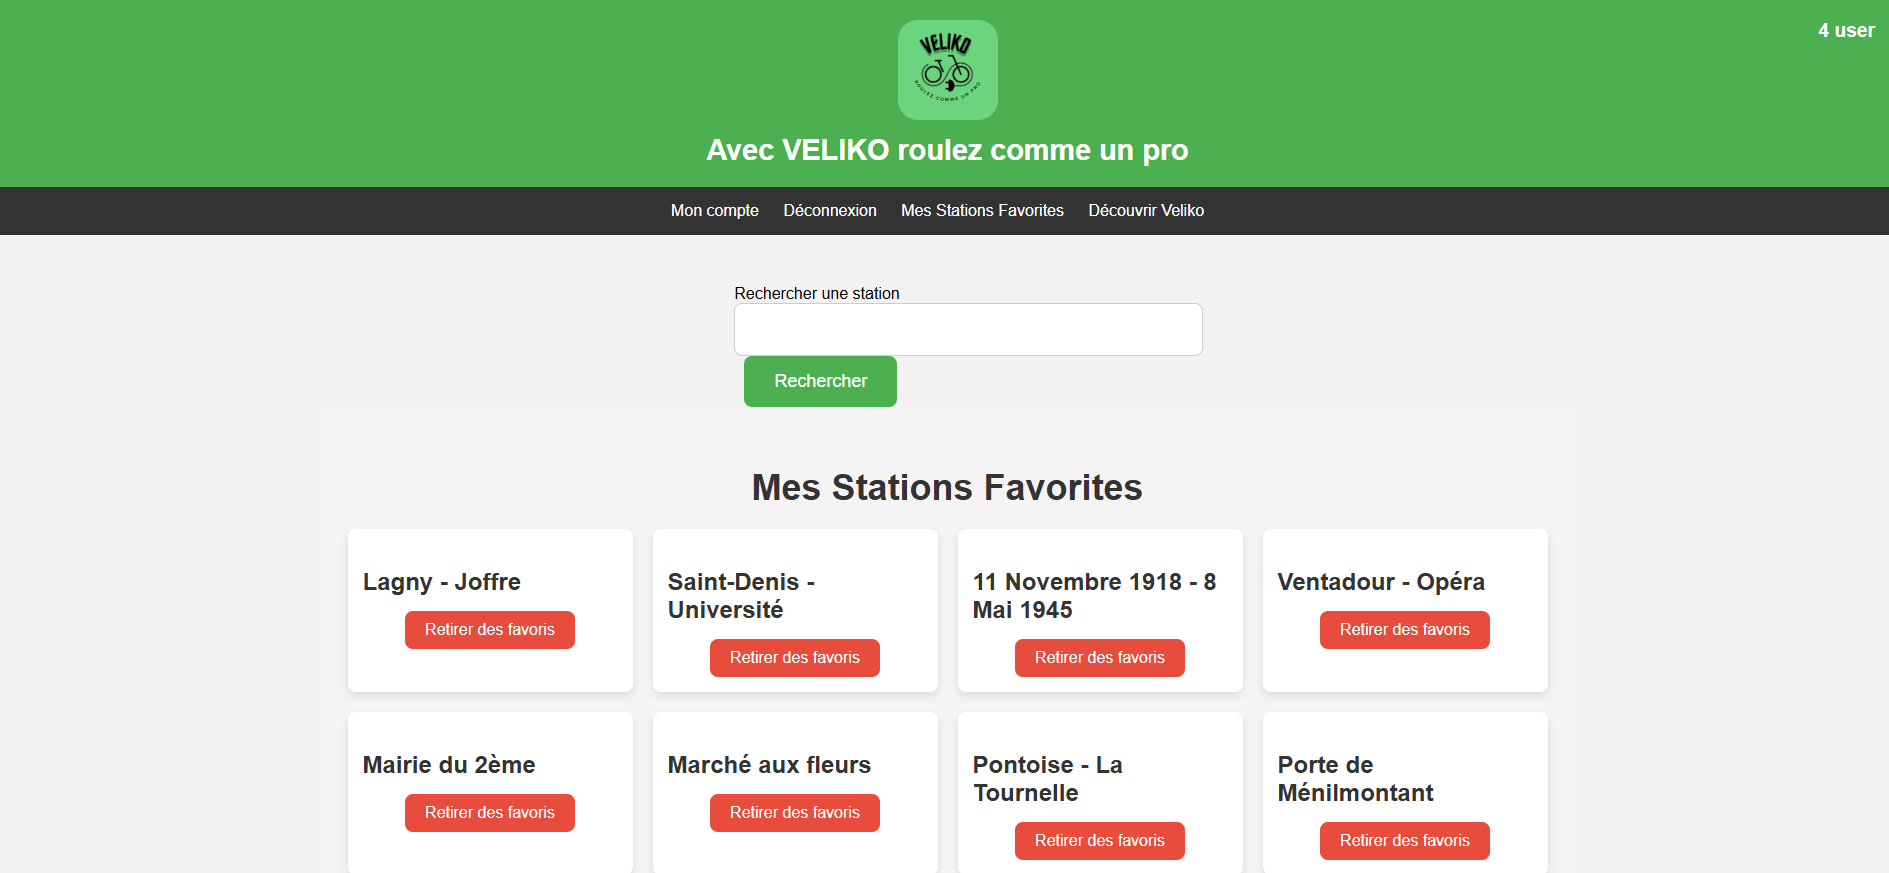 4 user
VELIKO
ROULEZ COMME UN PRO
Avec VELIKO roulez comme un pro
Mon compte Déconnexion Mes Stations Favorites Découvrir Veliko
Rechercher une station
Rechercher
Mes Stations Favorites
Lagny - Joffre
Retirer des favoris
Saint-Denis -
Université
Retirer des favoris
11 Novembre 1918 - 8
Mai 1945
Retirer des favoris
Ventadour - Opéra
Retirer des favoris
Mairie du 2ème
Retirer des favoris
Marché aux fleurs
Retirer des favoris
Pontoise - La
Tournelle
Retirer des favoris
Porte de
Ménilmontant
Retirer des favoris